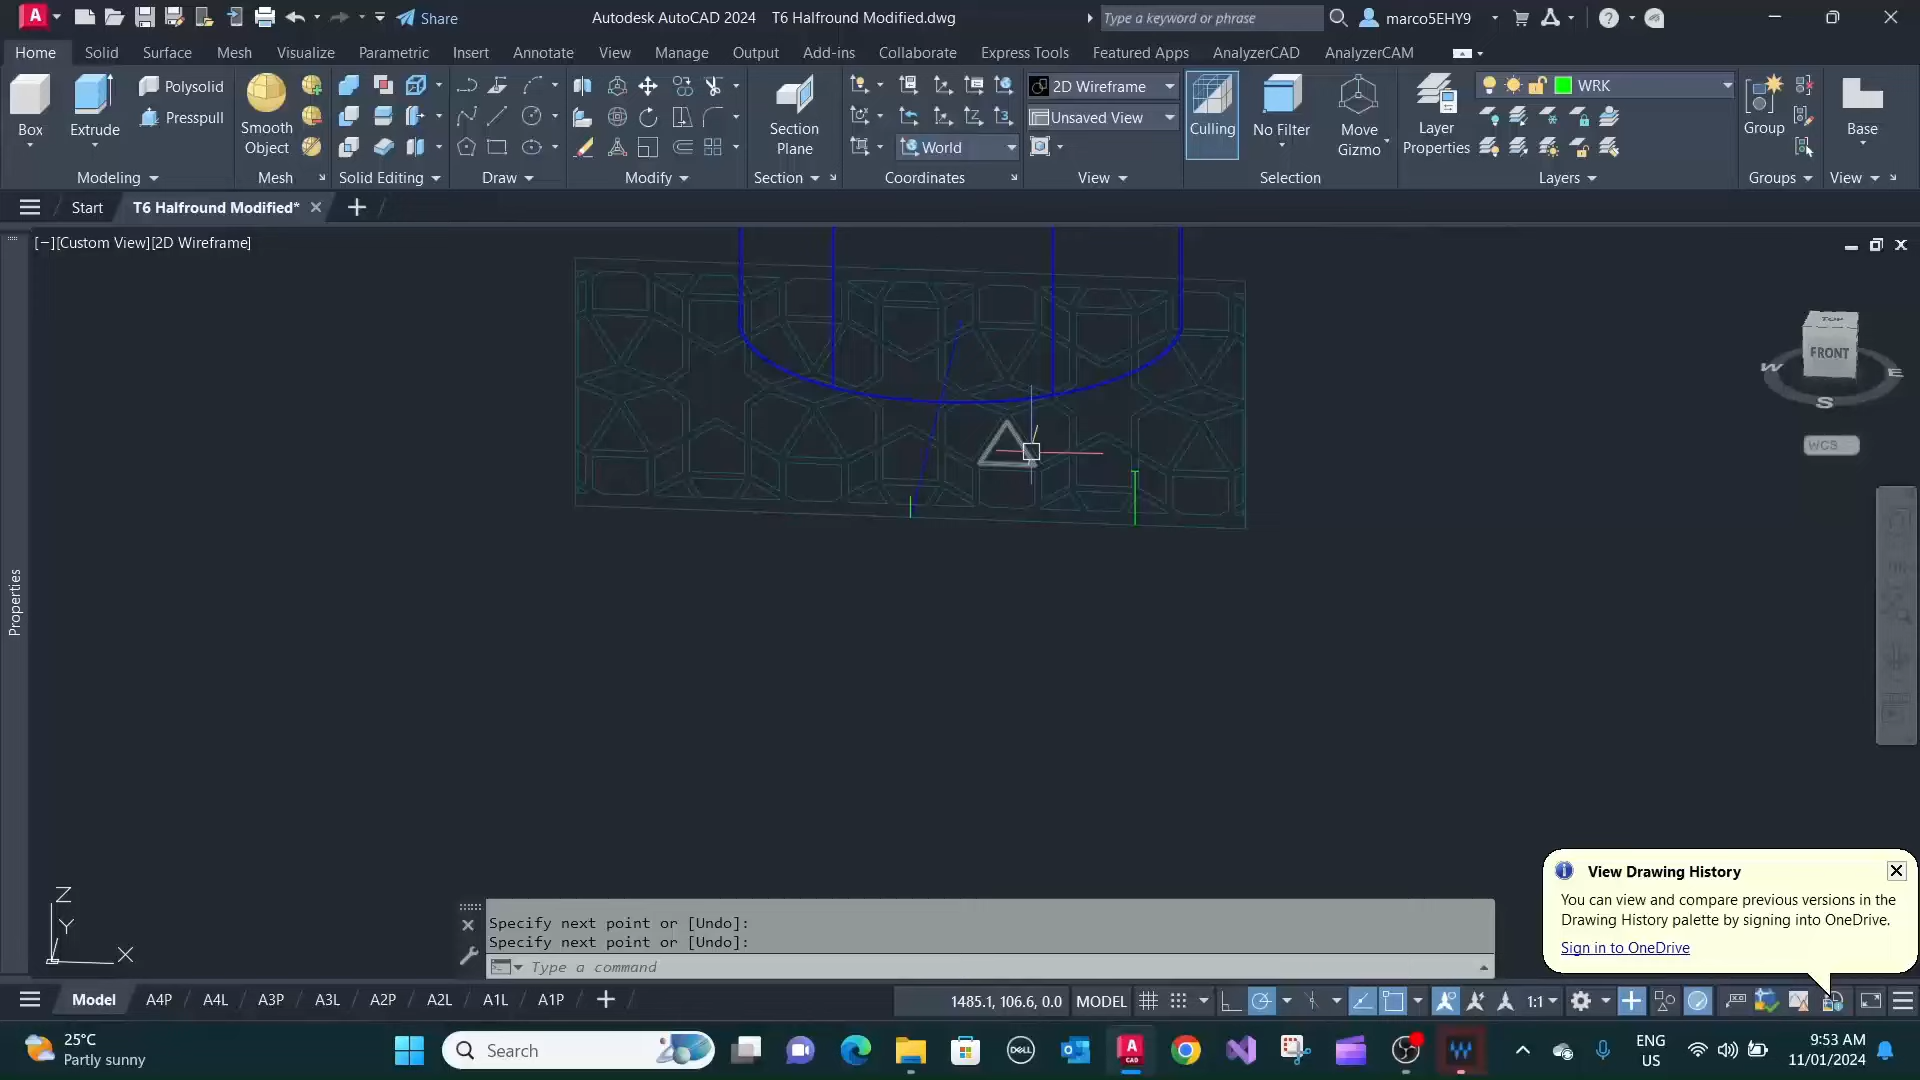 Share
Autodesk AutoCAD 2024 T6 Halfround Modified.dwg
Type a keyword or phrase
marco5EHY9
Home Solid Surface Mesh Visualize Parametric Insert Annotate View Manage Output Add-ins Collaborate Express Tools Featured Apps AnalyzerCAD AnalyzerCAM
Box
Extrude
Polysolid
Presspull
Smooth
Object
Section
Plane
World
2D Wireframe
Unsaved View
Culling
No Filter
Move
Gizmo
Layer
Properties
WRK
Group
Base
Modeling Mesh Solid Editing Draw Modify Section Coordinates View Selection Layers Groups View
Start T6 Halfround Modified*
[−][Custom View][2D Wireframe]
TOP
FRONT
W E
S
WCS
Properties
Z
Y
X
Specify next point or [Undo]:
Specify next point or [Undo]:
Type a command
View Drawing History
You can view and compare previous versions in the
Drawing History palette by signing into OneDrive.
Sign in to OneDrive
Model A4P A4L A3P A3L A2P A2L A1L A1P
1485.1, 106.6, 0.0 MODEL 1:1
25°C
Partly sunny
Search
DELL
A
CAD
ENG
US
9:53 AM
11/01/2024